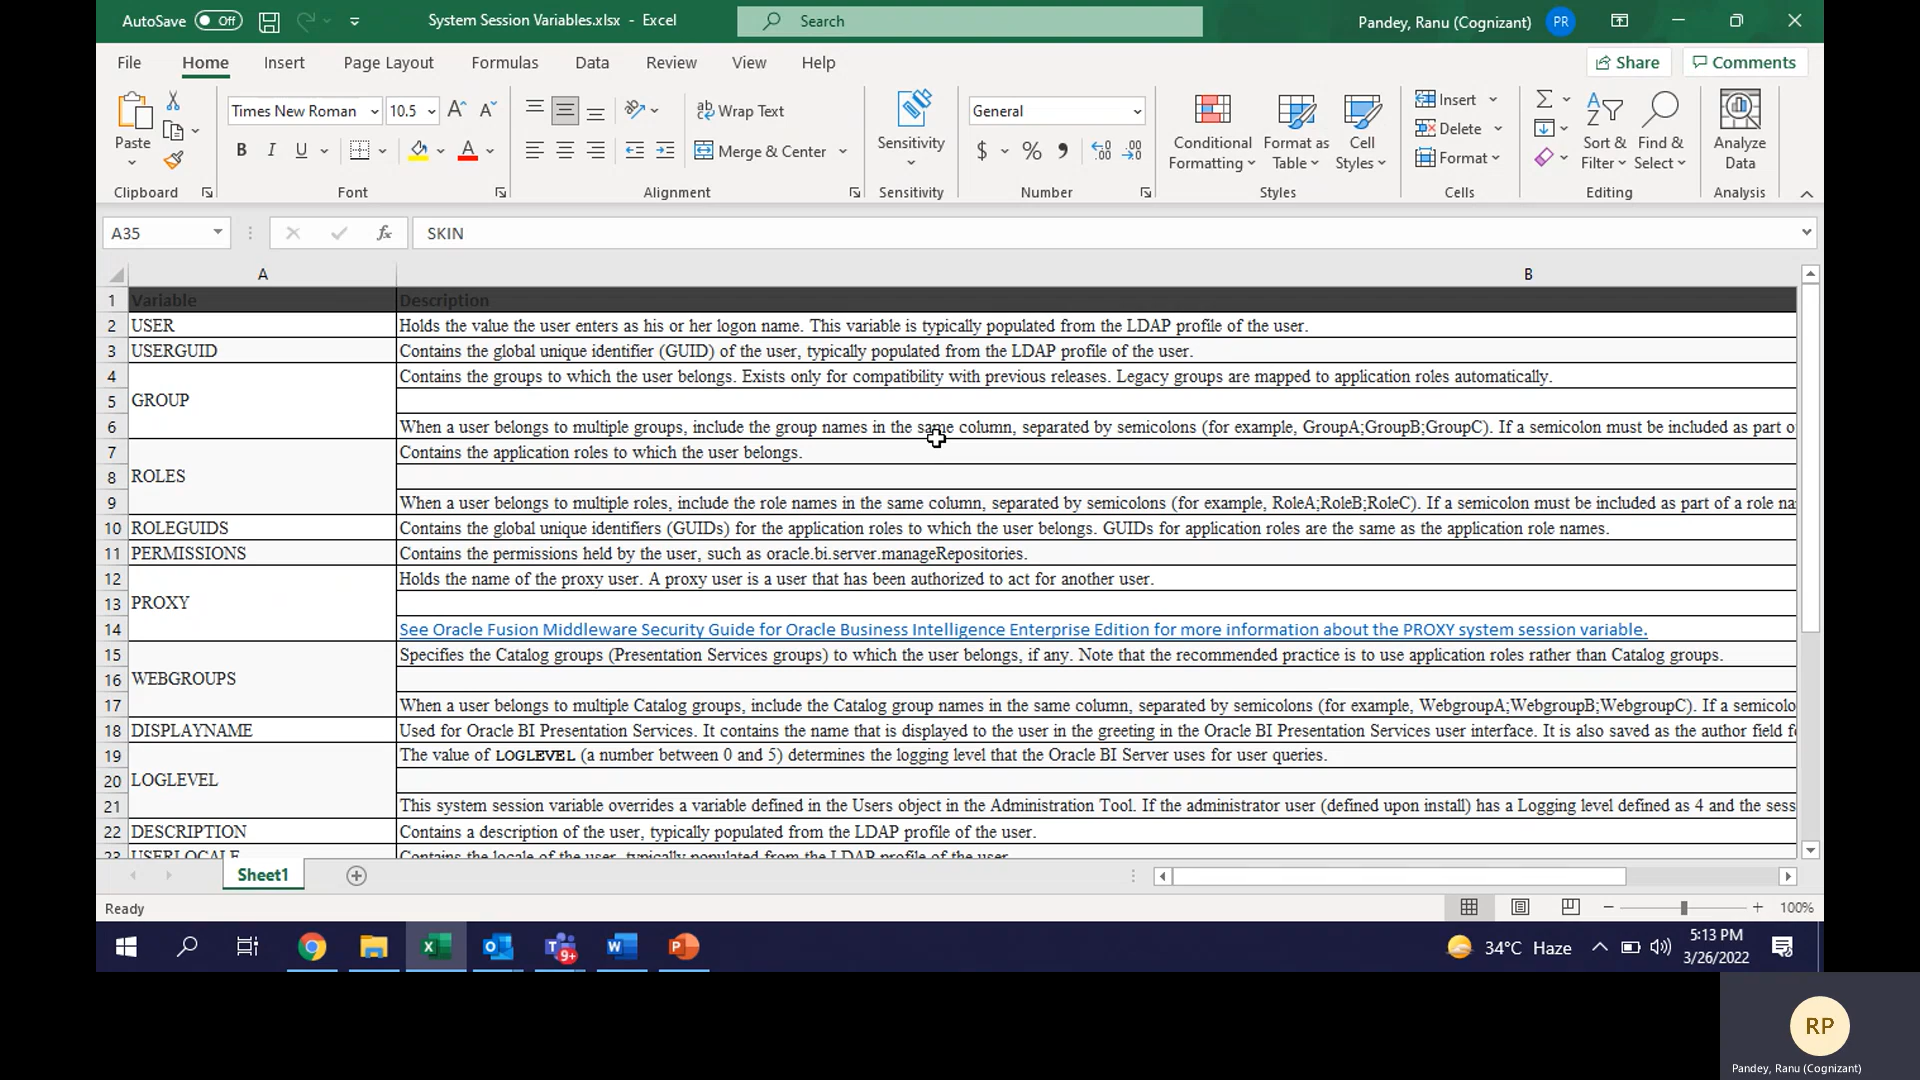 AutoSave Off System Session Variables.xlsx - Excel Search Pandey, Ranu (Cognizant) PR
File Home Insert Page Layout Formulas Data Review View Help Share Comments
Times New Roman 10.5 Wrap Text General Insert
Paste B I U Merge & Center Sensitivity $ % Conditional Formatting Format as Table Cell Styles Delete Format Sort & Filter Find & Select Analyze Data
Clipboard Font Alignment Sensitivity Number Styles Cells Editing Analysis
A35 fx SKIN
A B
1 Variable Description
2 USER Holds the value the user enters as his or her logon name. This variable is typically populated from the LDAP profile of the user.
3 USERGUID Contains the global unique identifier (GUID) of the user, typically populated from the LDAP profile of the user.
4 Contains the groups to which the user belongs. Exists only for compatibility with previous releases. Legacy groups are mapped to application roles automatically.
5 GROUP
6 When a user belongs to multiple groups, include the group names in the same column, separated by semicolons (for example, GroupA;GroupB;GroupC). If a semicolon must be included as part o
7 Contains the application roles to which the user belongs.
8 ROLES
9 When a user belongs to multiple roles, include the role names in the same column, separated by semicolons (for example, RoleA;RoleB;RoleC). If a semicolon must be included as part of a role na
10 ROLEGUIDS Contains the global unique identifiers (GUIDs) for the application roles to which the user belongs. GUIDs for application roles are the same as the application role names.
11 PERMISSIONS Contains the permissions held by the user, such as oracle.bi.server.manageRepositories.
12 Holds the name of the proxy user. A proxy user is a user that has been authorized to act for another user.
13 PROXY
14 See Oracle Fusion Middleware Security Guide for Oracle Business Intelligence Enterprise Edition for more information about the PROXY system session variable.
15 Specifies the Catalog groups (Presentation Services groups) to which the user belongs, if any. Note that the recommended practice is to use application roles rather than Catalog groups.
16 WEBGROUPS
17 When a user belongs to multiple Catalog groups, include the Catalog group names in the same column, separated by semicolons (for example, WebgroupA;WebgroupB;WebgroupC). If a semicolo
18 DISPLAYNAME Used for Oracle BI Presentation Services. It contains the name that is displayed to the user in the greeting in the Oracle BI Presentation Services user interface. It is also saved as the author field f
19 The value of LOGLEVEL (a number between 0 and 5) determines the logging level that the Oracle BI Server uses for user queries.
20 LOGLEVEL
21 This system session variable overrides a variable defined in the Users object in the Administration Tool. If the administrator user (defined upon install) has a Logging level defined as 4 and the sess
22 DESCRIPTION Contains a description of the user, typically populated from the LDAP profile of the user.
23 USERLOCALE Contains the locale of the user, typically populated from the LDAP profile of the user.
Sheet1
Ready 100%
9+ 34°C Haze 5:13 PM
3/26/2022
RP
Pandey, Ranu (Cognizant)